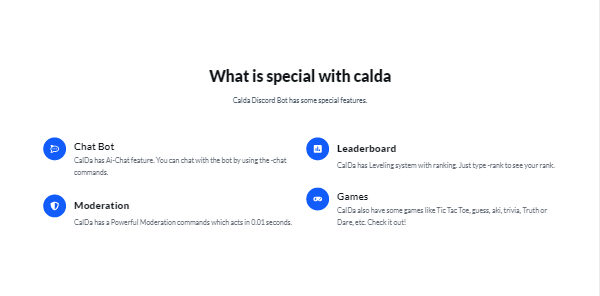 What is special with calda
Calda Discord Bot has some special features.
Chat Bot
CalDa has Ai-Chat feature. You can chat with the bot by using the -chat
commands.
Moderation
CalDa has a Powerful Moderation commands which acts in 0.01 seconds.
Leaderboard
CalDa has Leveling system with ranking. Just type -rank to see your rank.
Games
CalDa also have some games like Tic Tac Toe, guess, aki, trivia, Truth or
Dare, etc. Check it out!